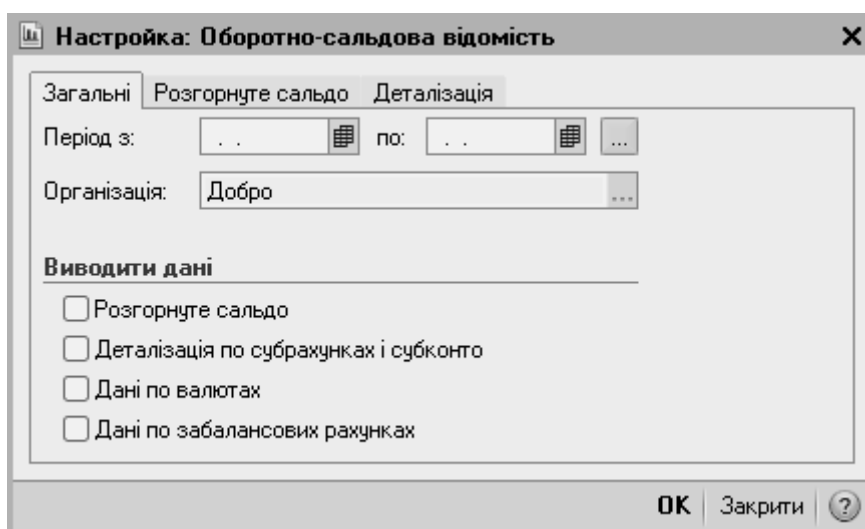 Настройка: Оборотно-сальдова відомість
Загальні Розгорнуте сальдо Деталізація
Період з: . . по: . . ...
Організація: Добро ...
Виводити дані
Розгорнуте сальдо
Деталізація по субрахунках і субконто
Дані по валютах
Дані по забалансових рахунках
OK Закрити ?